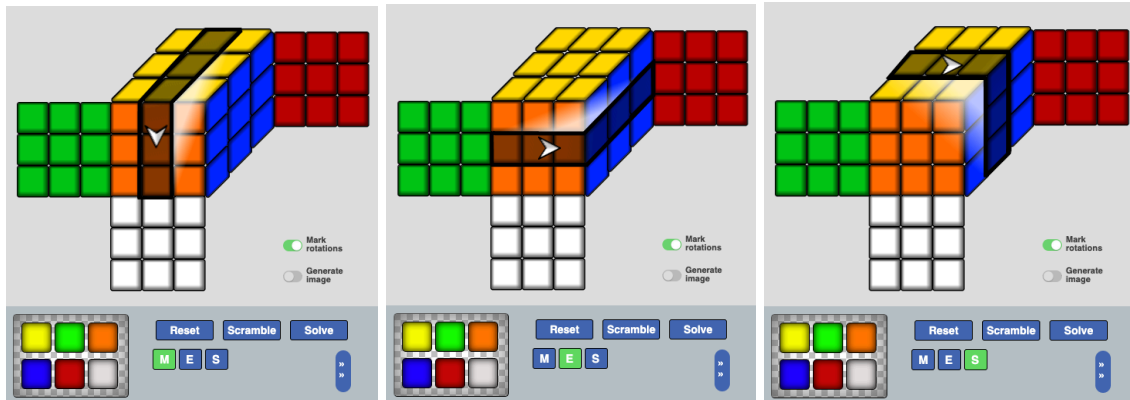 Mark
rotations
Generate
image
Reset Scramble Solve
M E S
»
»
Mark
rotations
Generate
image
Reset Scramble Solve
M E S
»
»
Mark
rotations
Generate
image
Reset Scramble Solve
M E S
»
»